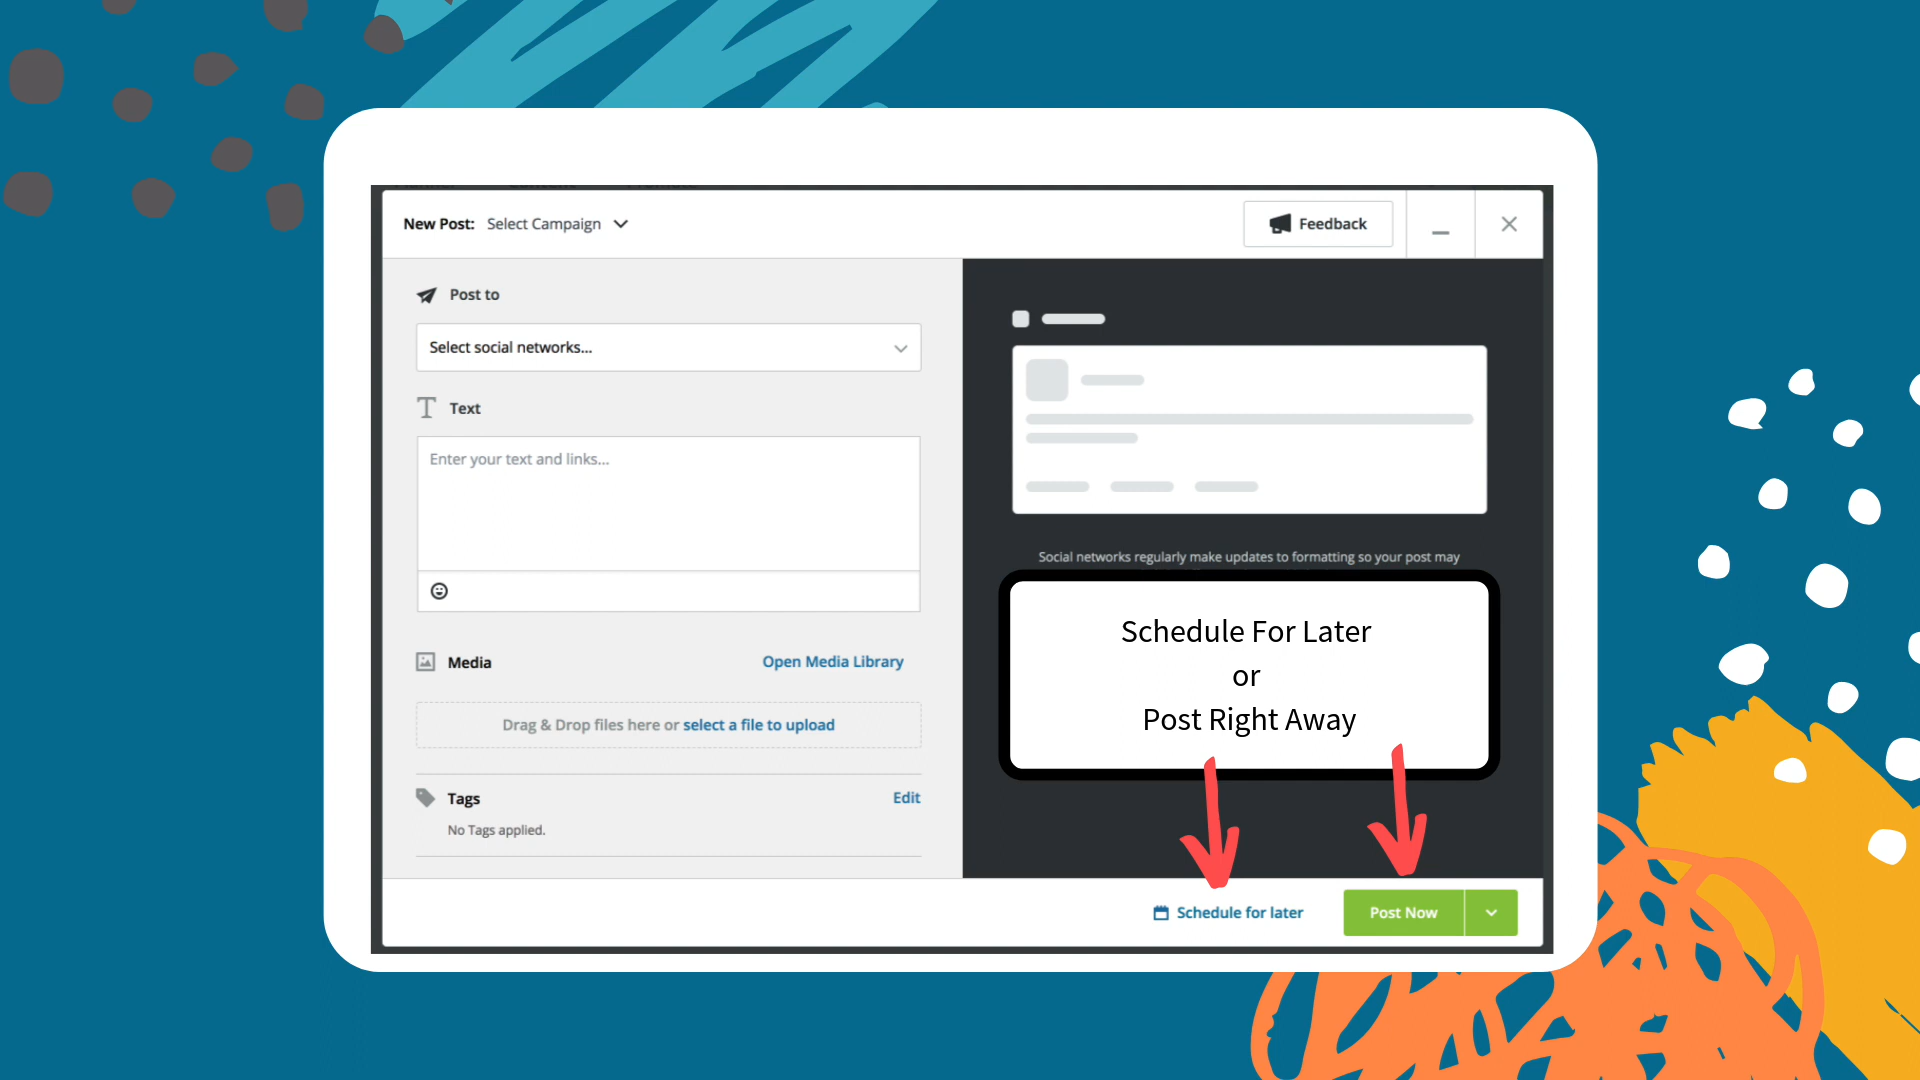 New Post: Select Campaign
Feedback
Post to
Select social networks...
Text
Enter your text and links...
Media
Open Media Library
Drag & Drop files here or select a file to upload
Tags
Edit
No Tags applied.
Social networks regularly make updates to formatting so your post may
Schedule For Later
or
Post Right Away
Schedule for later
Post Now